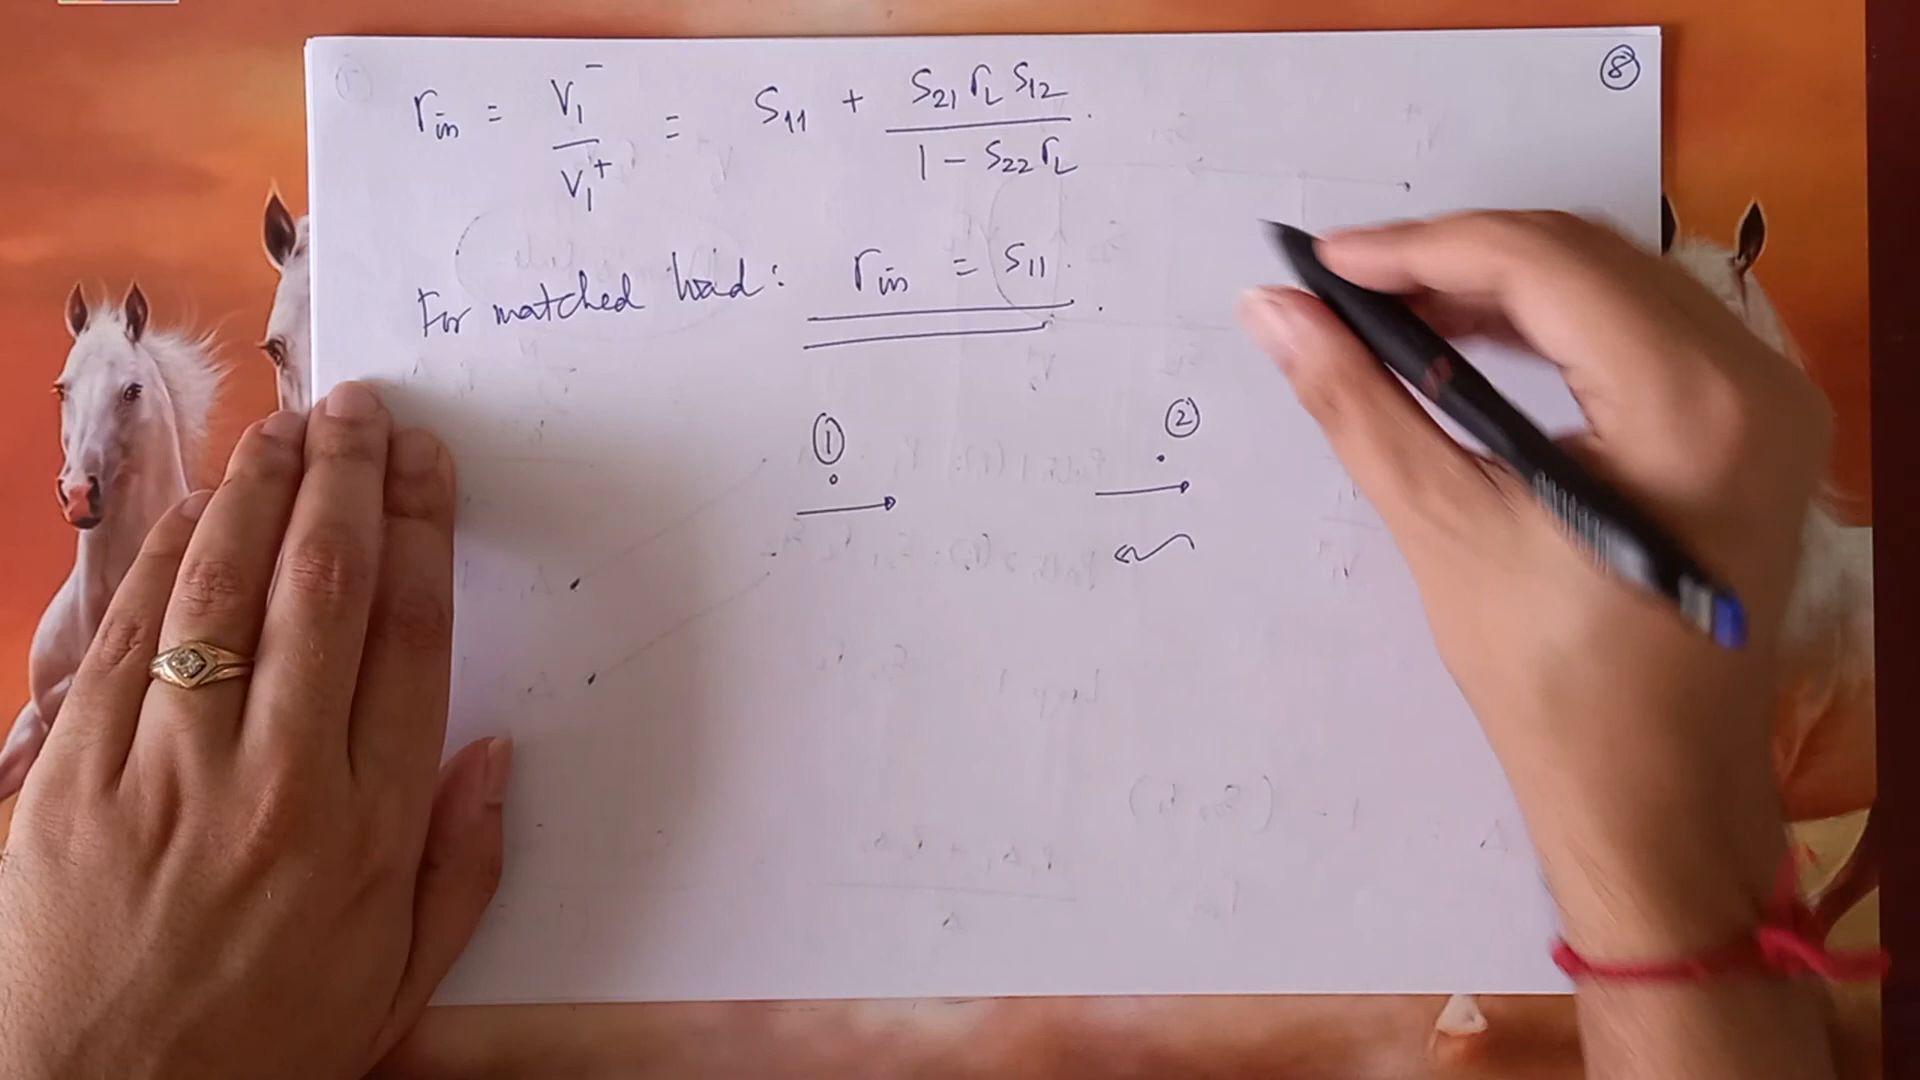 ⑧
Γin = V1⁻ / V1⁺ = S11 + S21 ΓL S12 / 1 - S22 ΓL .
For matched load : Γin = S11 .
① ②